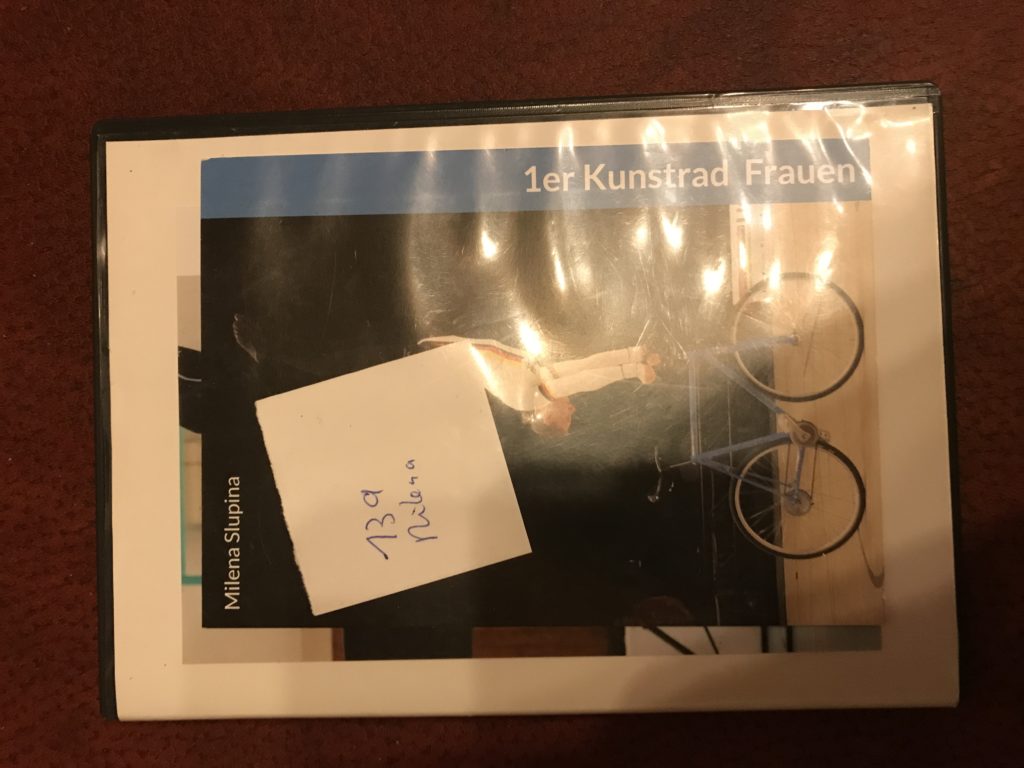 1er Kunstrad Frauen
Milena Slupina
139
Milena